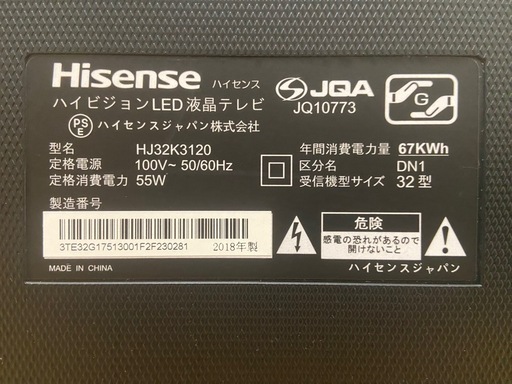 Hisense ハイセンス
JQA
JQ10773
G
ハイビジョンLED液晶テレビ
PSE ハイセンスジャパン株式会社
型名 HJ32K3120
定格電源 100V~ 50/60Hz
定格消費電力 55W
年間消費電力量 67KWh
区分名 DN1
受信機型サイズ 32 型
製造番号
3TE32G17513001F2F230281 2018年製
MADE IN CHINA
危険
感電の恐れがあるので
開けないこと
ハイセンスジャパン